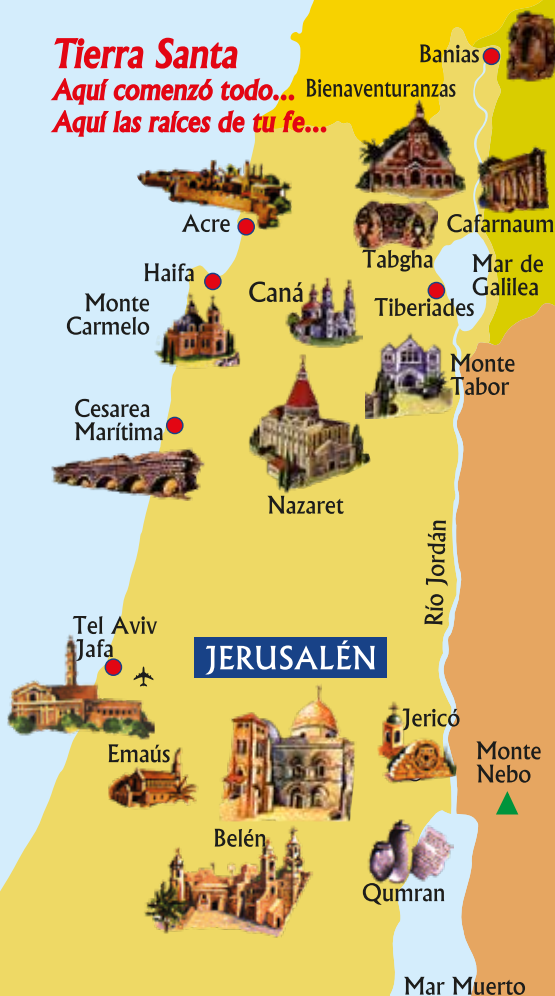 Tierra Santa
Aquí comenzó todo...
Aquí las raíces de tu fe...
Banias
Bienaventuranzas
Acre
Cafarnaum
Tabgha
Haifa
Mar de
Galilea
Caná
Tiberiades
Monte
Carmelo
Monte
Tabor
Cesarea
Marítima
Nazaret
Río Jordán
Tel Aviv
Jafa
JERUSALÉN
Jericó
Emaús
Monte
Nebo
Belén
Qumran
Mar Muerto